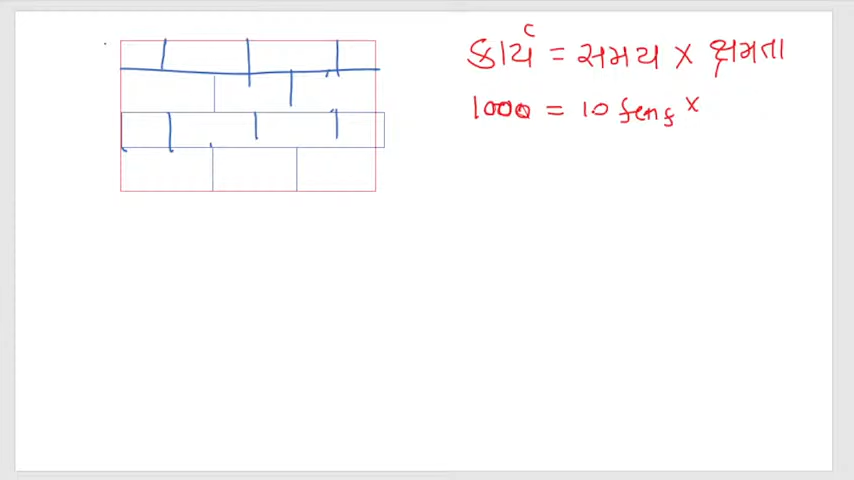 કાર્ય = સમય × ક્ષમતા
1000 = 10 દિવસ ×